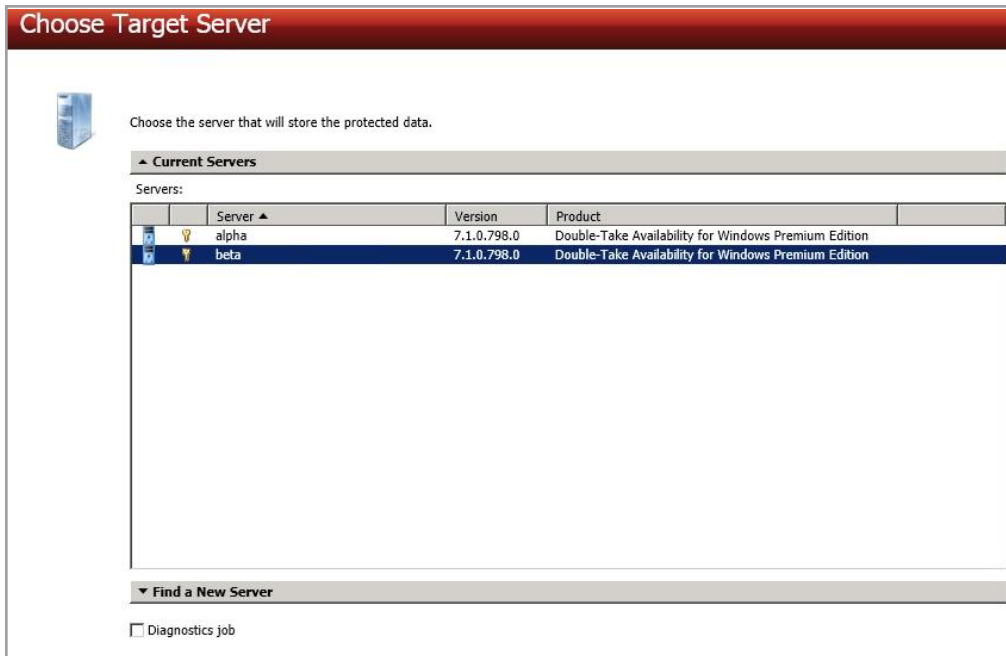 Choose Target Server
Choose the server that will store the protected data.
▲ Current Servers
Servers:
Server ▲ Version Product
alpha 7.1.0.798.0 Double-Take Availability for Windows Premium Edition
beta 7.1.0.798.0 Double-Take Availability for Windows Premium Edition
▼ Find a New Server
Diagnostics job